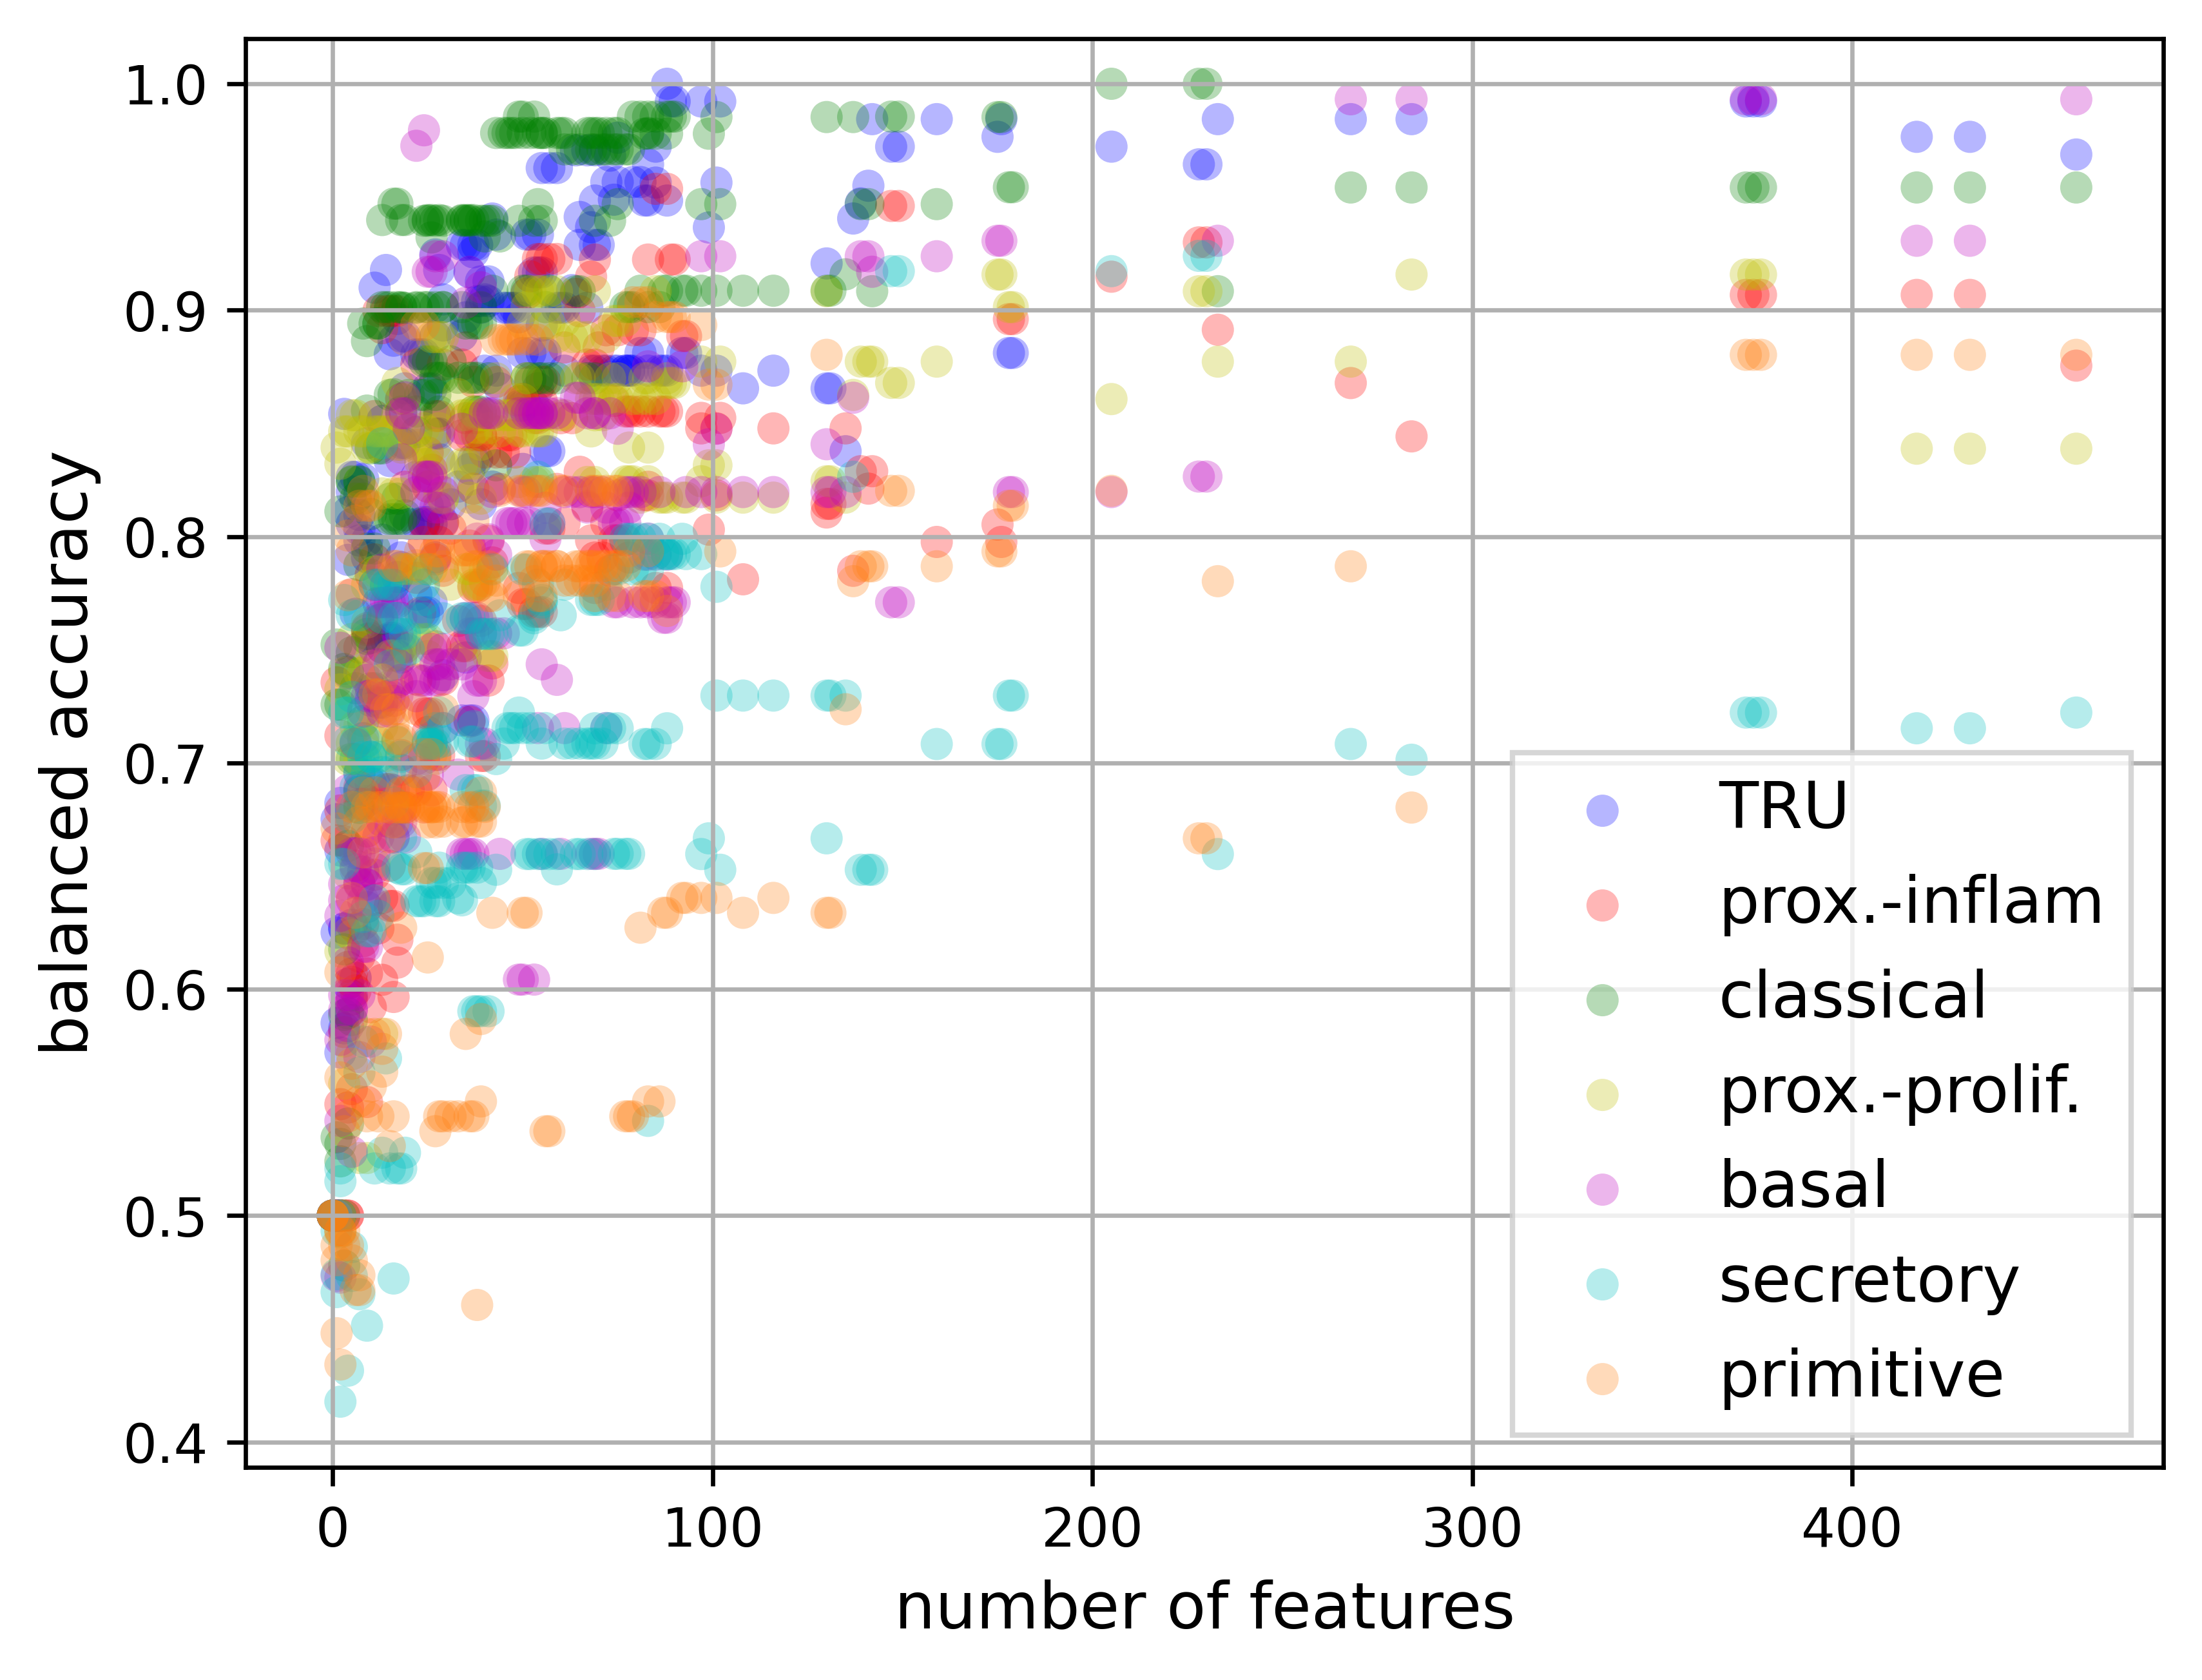 1.0
0.9
0.8
0.7
0.6
0.5
0.4
balanced accuracy
TRU
prox.-inflam
classical
prox.-prolif.
basal
secretory
primitive
0 100 200 300 400
number of features